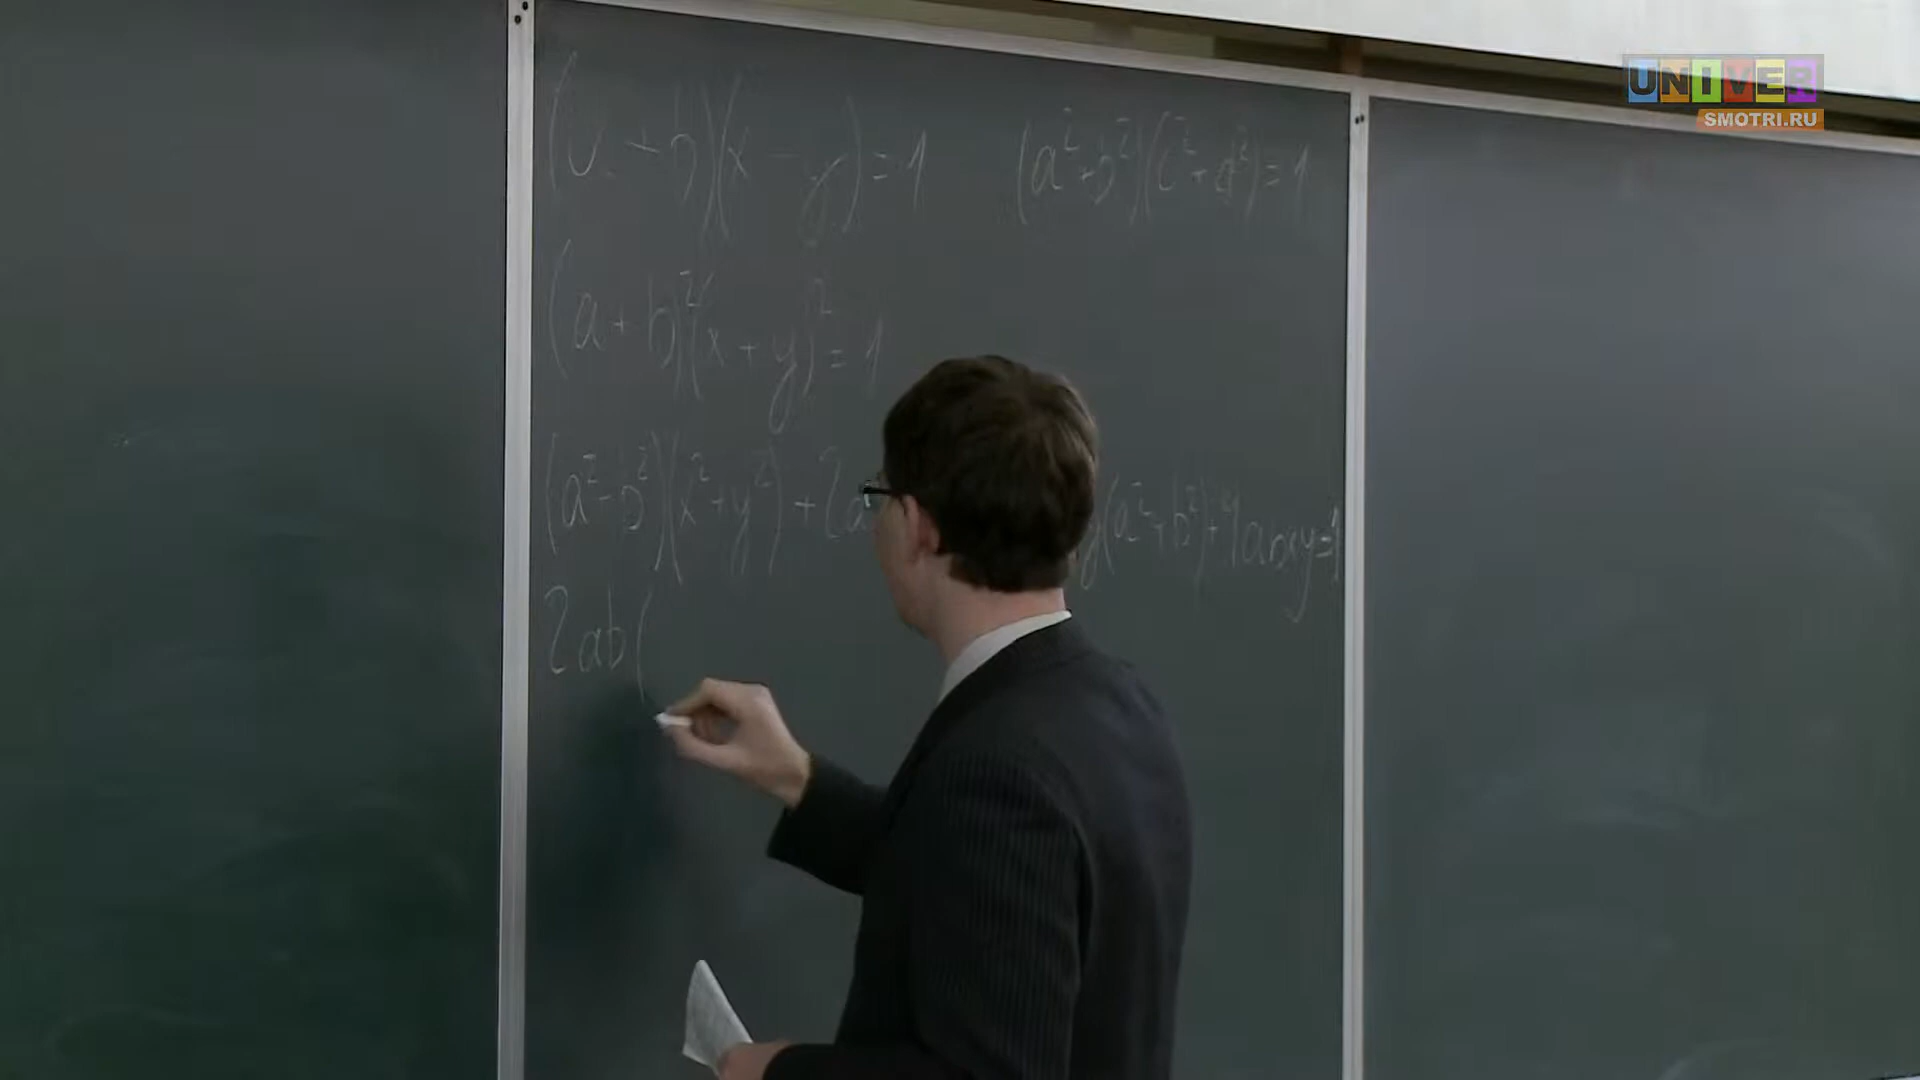 (a + b)(x - y) = 1 (a² + b²)(c² + d²) = 1
(a + b)²(x + y)² = 1
(a² - b²)(x² + y²) + 2a y(a² + b²) + 4abxy = 1
2ab(
UNIVER
SMOTRI.RU